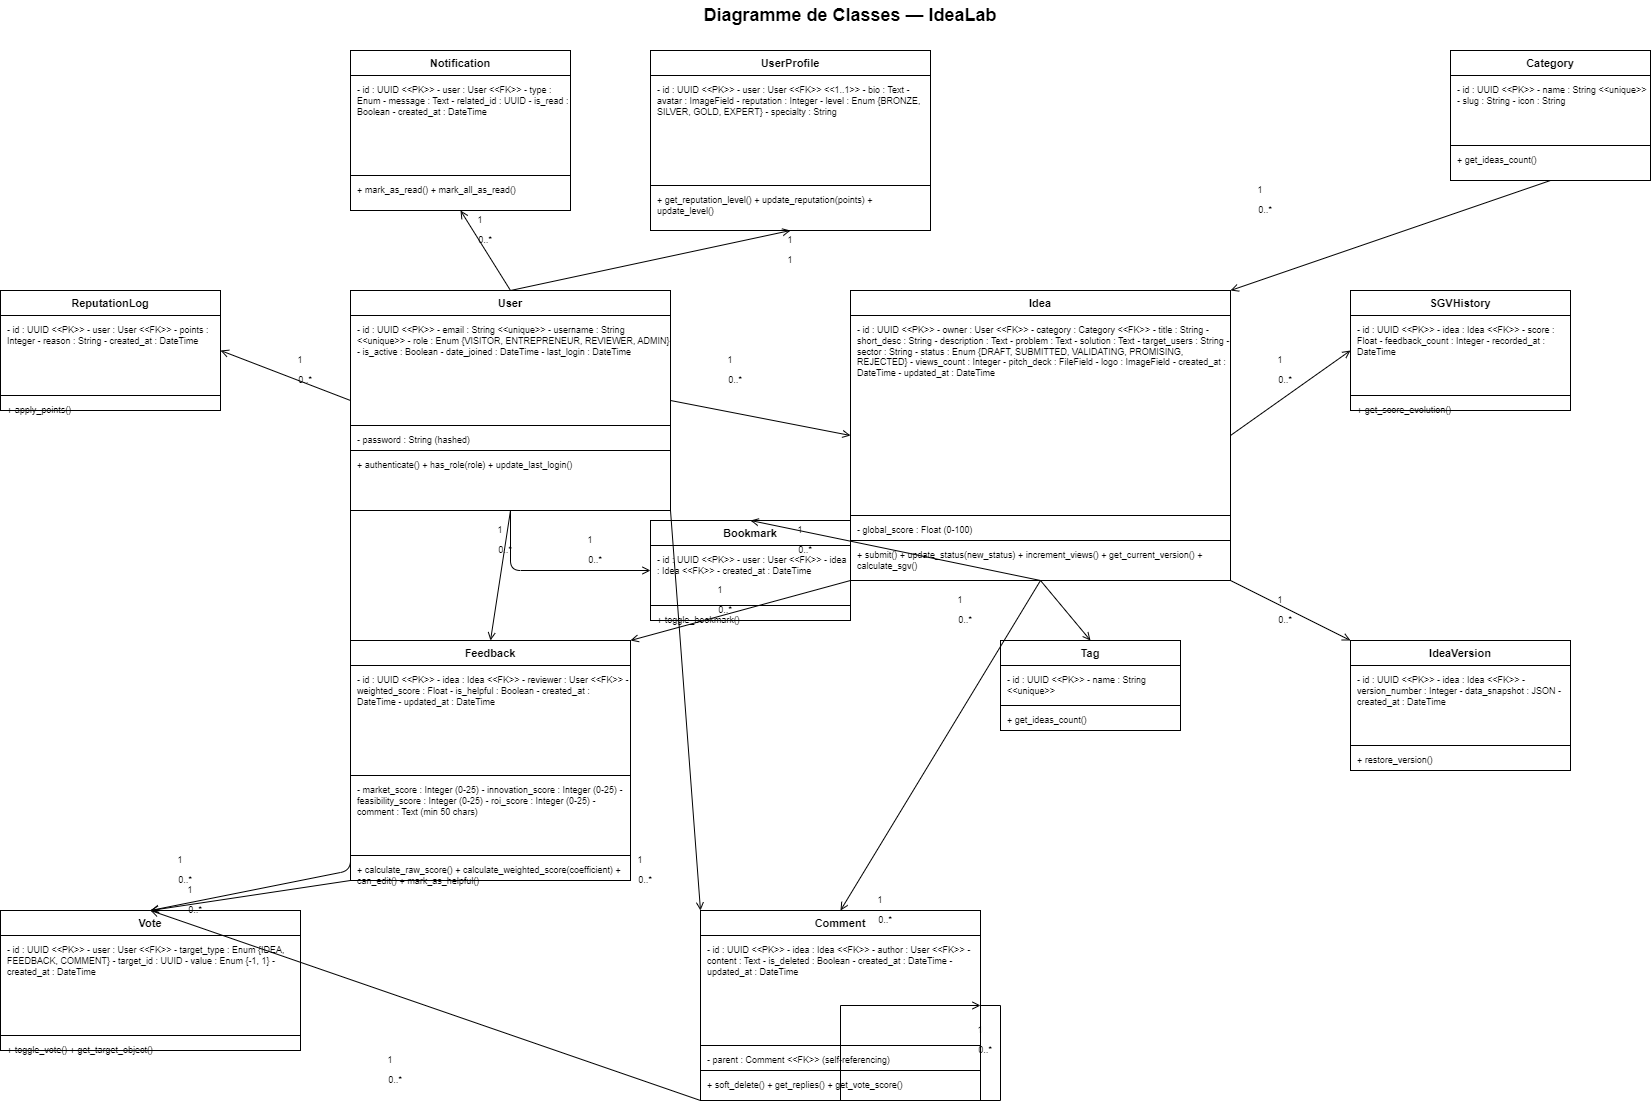 Diagramme de Classes — IdeaLab
Notification
- id : UUID <<PK>> - user : User <<FK>> - type :
Enum - message : Text - related_id : UUID - is_read :
Boolean - created_at : DateTime
+ mark_as_read() + mark_all_as_read()
UserProfile
- id : UUID <<PK>> - user : User <<FK>> <<1..1>> - bio : Text -
avatar : ImageField - reputation : Integer - level : Enum {BRONZE,
SILVER, GOLD, EXPERT} - specialty : String
+ get_reputation_level() + update_reputation(points) +
update_level()
Category
- id : UUID <<PK>> - name : String <<unique>>
- slug : String - icon : String
+ get_ideas_count()
1
0..*
1
0..*
1
1
ReputationLog
- id : UUID <<PK>> - user : User <<FK>> - points :
Integer - reason : String - created_at : DateTime
+ apply_points()
1
0..*
User
- id : UUID <<PK>> - email : String <<unique>> - username : String
<<unique>> - role : Enum {VISITOR, ENTREPRENEUR, REVIEWER, ADMIN}
- is_active : Boolean - date_joined : DateTime - last_login : DateTime
- password : String (hashed)
+ authenticate() + has_role(role) + update_last_login()
1
0..*
Idea
- id : UUID <<PK>> - owner : User <<FK>> - category : Category <<FK>> - title : String -
short_desc : String - description : Text - problem : Text - solution : Text - target_users : String -
sector : String - status : Enum {DRAFT, SUBMITTED, VALIDATING, PROMISING,
REJECTED} - views_count : Integer - pitch_deck : FileField - logo : ImageField - created_at :
DateTime - updated_at : DateTime
- global_score : Float (0-100)
+ submit() + update_status(new_status) + increment_views() + get_current_version() +
calculate_sgv()
1
0..*
SGVHistory
- id : UUID <<PK>> - idea : Idea <<FK>> - score :
Float - feedback_count : Integer - recorded_at :
DateTime
+ get_score_evolution()
1
0..*
1
0..*
Bookmark
1
0..*
- id : UUID <<PK>> - user : User <<FK>> - idea
: Idea <<FK>> - created_at : DateTime
+ toggle_bookmark()
1
0..*
1
0..*
1
0..*
Feedback
- id : UUID <<PK>> - idea : Idea <<FK>> - reviewer : User <<FK>> -
weighted_score : Float - is_helpful : Boolean - created_at :
DateTime - updated_at : DateTime
- market_score : Integer (0-25) - innovation_score : Integer (0-25) -
feasibility_score : Integer (0-25) - roi_score : Integer (0-25) -
comment : Text (min 50 chars)
+ calculate_raw_score() + calculate_weighted_score(coefficient) +
can_edit() + mark_as_helpful()
Tag
- id : UUID <<PK>> - name : String
<<unique>>
+ get_ideas_count()
IdeaVersion
- id : UUID <<PK>> - idea : Idea <<FK>> -
version_number : Integer - data_snapshot : JSON -
created_at : DateTime
+ restore_version()
1
0..*
1
0..*
1
0..*
1
0..*
Vote
- id : UUID <<PK>> - user : User <<FK>> - target_type : Enum {IDEA,
FEEDBACK, COMMENT} - target_id : UUID - value : Enum {-1, 1} -
created_at : DateTime
+ toggle_vote() + get_target_object()
1
0..*
Comment
- id : UUID <<PK>> - idea : Idea <<FK>> - author : User <<FK>> -
content : Text - is_deleted : Boolean - created_at : DateTime -
updated_at : DateTime
1
0..*
- parent : Comment <<FK>> (self-referencing)
+ soft_delete() + get_replies() + get_vote_score()